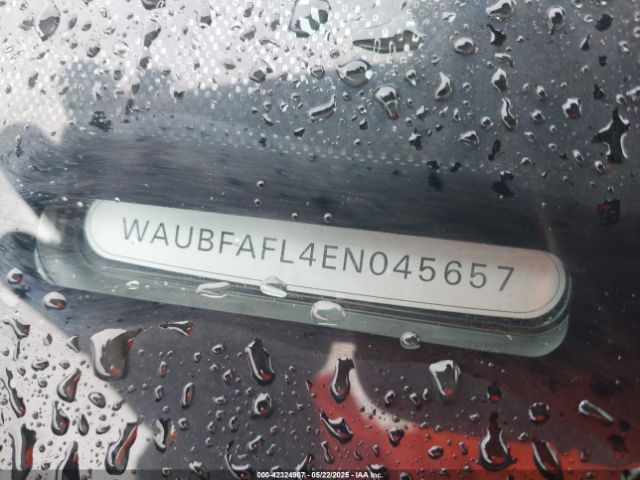 WAUBFAFL4EN045657
000-42324907 - 05/22/2025 - IAA Inc.